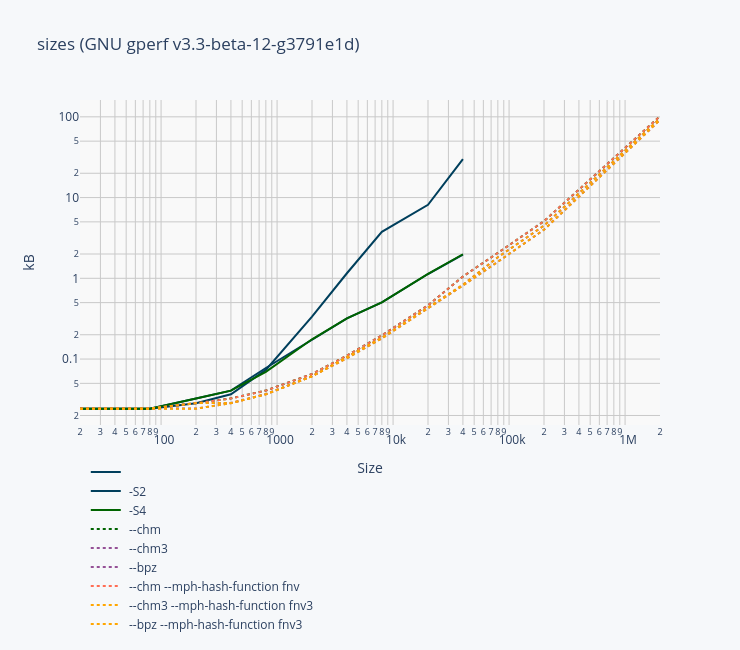 sizes (GNU gperf v3.3-beta-12-g3791e1d)
100
5
2
10
5
2
1
5
2
0.1
5
2
kB
2 3 4 5 6 7 8 9 100 2 3 4 5 6 7 8 9 1000 2 3 4 5 6 7 8 9 10k 2 3 4 5 6 7 8 9 100k 2 3 4 5 6 7 8 9 1M 2
Size
-S2
-S4
--chm
--chm3
--bpz
--chm --mph-hash-function fnv
--chm3 --mph-hash-function fnv3
--bpz --mph-hash-function fnv3